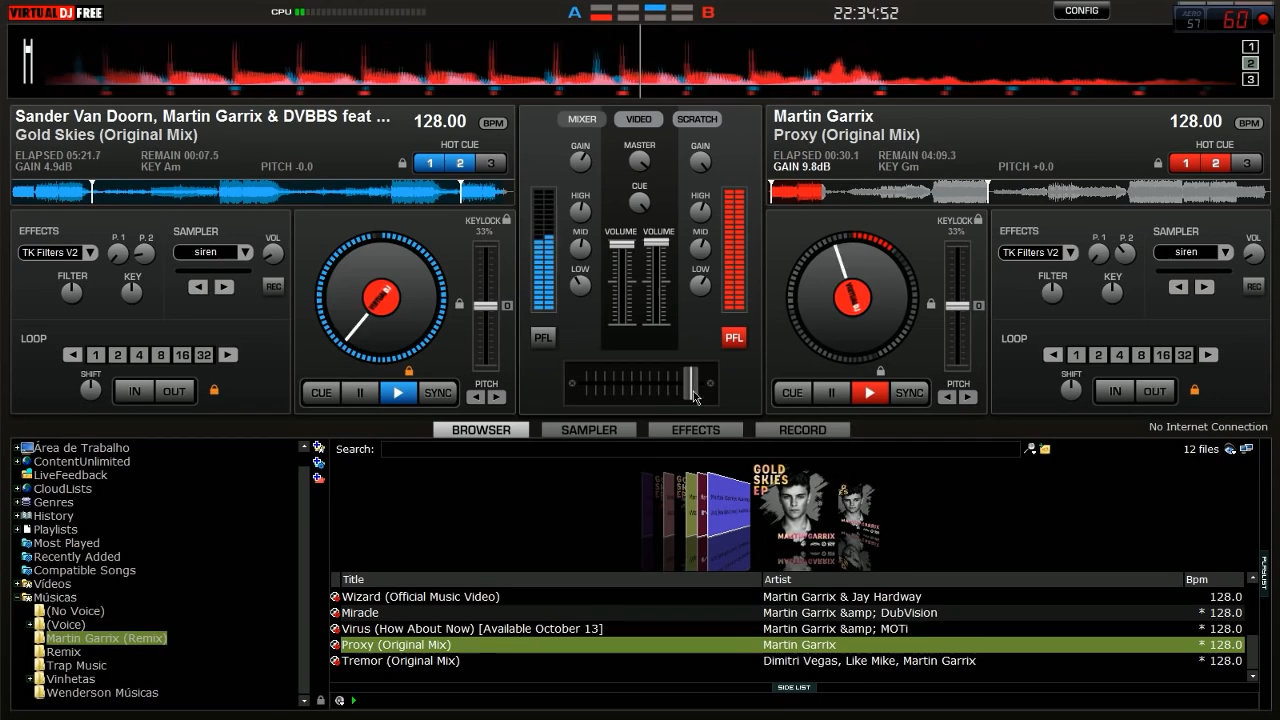 VIRTUAL DJ FREE
CPU
A B
22:34:52
CONFIG
AERO 57 60
1
2
3
Sander Van Doorn, Martin Garrix & DVBBS feat ...
Gold Skies (Original Mix)
128.00 BPM
ELAPSED 05:21.7 REMAIN 00:07.5
GAIN 4.9dB KEY Am PITCH -0.0
HOT CUE
1 2 3
MIXER VIDEO SCRATCH
GAIN MASTER GAIN
CUE
HIGH HIGH
VOLUME VOLUME
MID MID
LOW LOW
PFL PFL
Martin Garrix
Proxy (Original Mix)
128.00 BPM
ELAPSED 00:30.1 REMAIN 04:09.3
GAIN 9.8dB KEY Gm PITCH +0.0
HOT CUE
1 2 3
EFFECTS P. 1 P. 2
TK Filters V2
FILTER KEY
SAMPLER VOL
siren
REC
LOOP
1 2 4 8 16 32
SHIFT IN OUT
KEYLOCK
33%
0
CUE II SYNC
PITCH
KEYLOCK
33%
0
CUE II SYNC
PITCH
EFFECTS P. 1 P. 2
TK Filters V2
FILTER KEY
SAMPLER VOL
siren
REC
LOOP
1 2 4 8 16 32
SHIFT IN OUT
BROWSER SAMPLER EFFECTS RECORD
No Internet Connection
Área de Trabalho
ContentUnlimited
LiveFeedback
CloudLists
Genres
History
Playlists
Most Played
Recently Added
Compatible Songs
Vídeos
Músicas
(No Voice)
(Voice)
Martin Garrix (Remix)
Remix
Trap Music
Vinhetas
Wenderson Músicas
Search:
12 files
GOLD SKIES EP
MARTIN GARRIX
Title Artist Bpm
Wizard (Official Music Video) Martin Garrix & Jay Hardway 128.0
Miracle Martin Garrix &amp; DubVision * 128.0
Virus (How About Now) [Available October 13] Martin Garrix &amp; MOTi * 128.0
Proxy (Original Mix) Martin Garrix * 128.0
Tremor (Original Mix) Dimitri Vegas, Like Mike, Martin Garrix * 128.0
SIDE LIST
PLAYLIST